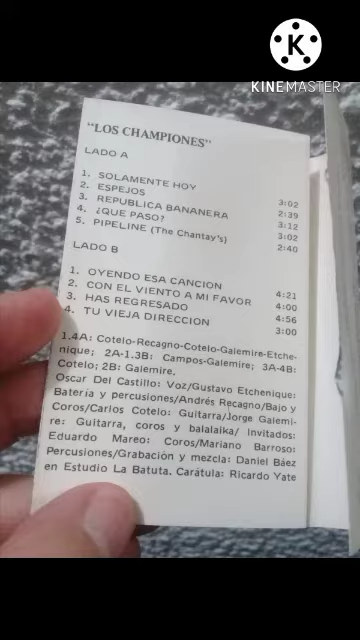 K
KINEMASTER
"LOS CHAMPIONES"
LADO A
1. SOLAMENTE HOY 3:02
2. ESPEJOS 2:39
3. REPUBLICA BANANERA 3:12
4. ¿QUE PASO? 3:02
5. PIPELINE (The Chantay's) 2:40
LADO B
1. OYENDO ESA CANCION 4:21
2. CON EL VIENTO A MI FAVOR 4:00
3. HAS REGRESADO 4:56
4. TU VIEJA DIRECCION 3:00
1.4A: Cotelo-Recagno-Cotelo-Galemire-Etche-
nique; 2A-1.3B: Campos-Galemire; 3A-4B:
Cotelo; 2B: Galemire.
Oscar Del Castillo: Voz/Gustavo Etchenique:
Batería y percusiones/Andrés Recagno/Bajo y
Coros/Carlos Cotelo: Guitarra/Jorge Galemi-
re: Guitarra, coros y balalaika/ Invitados:
Eduardo Mareo: Coros/Mariano Barroso:
Percusiones/Grabación y mezcla: Daniel Báez
en Estudio La Batuta. Carátula: Ricardo Yate